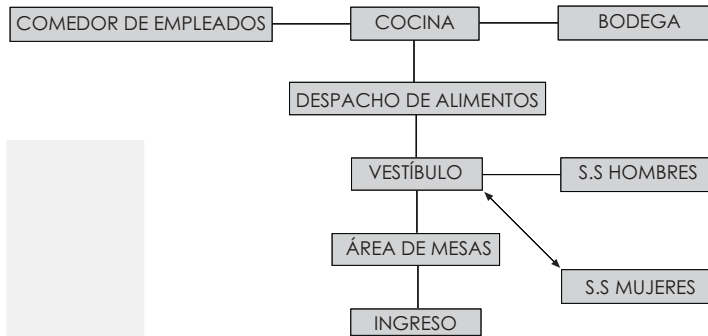 COMEDOR DE EMPLEADOS
COCINA
BODEGA
DESPACHO DE ALIMENTOS
VESTÍBULO
S.S HOMBRES
ÁREA DE MESAS
S.S MUJERES
INGRESO